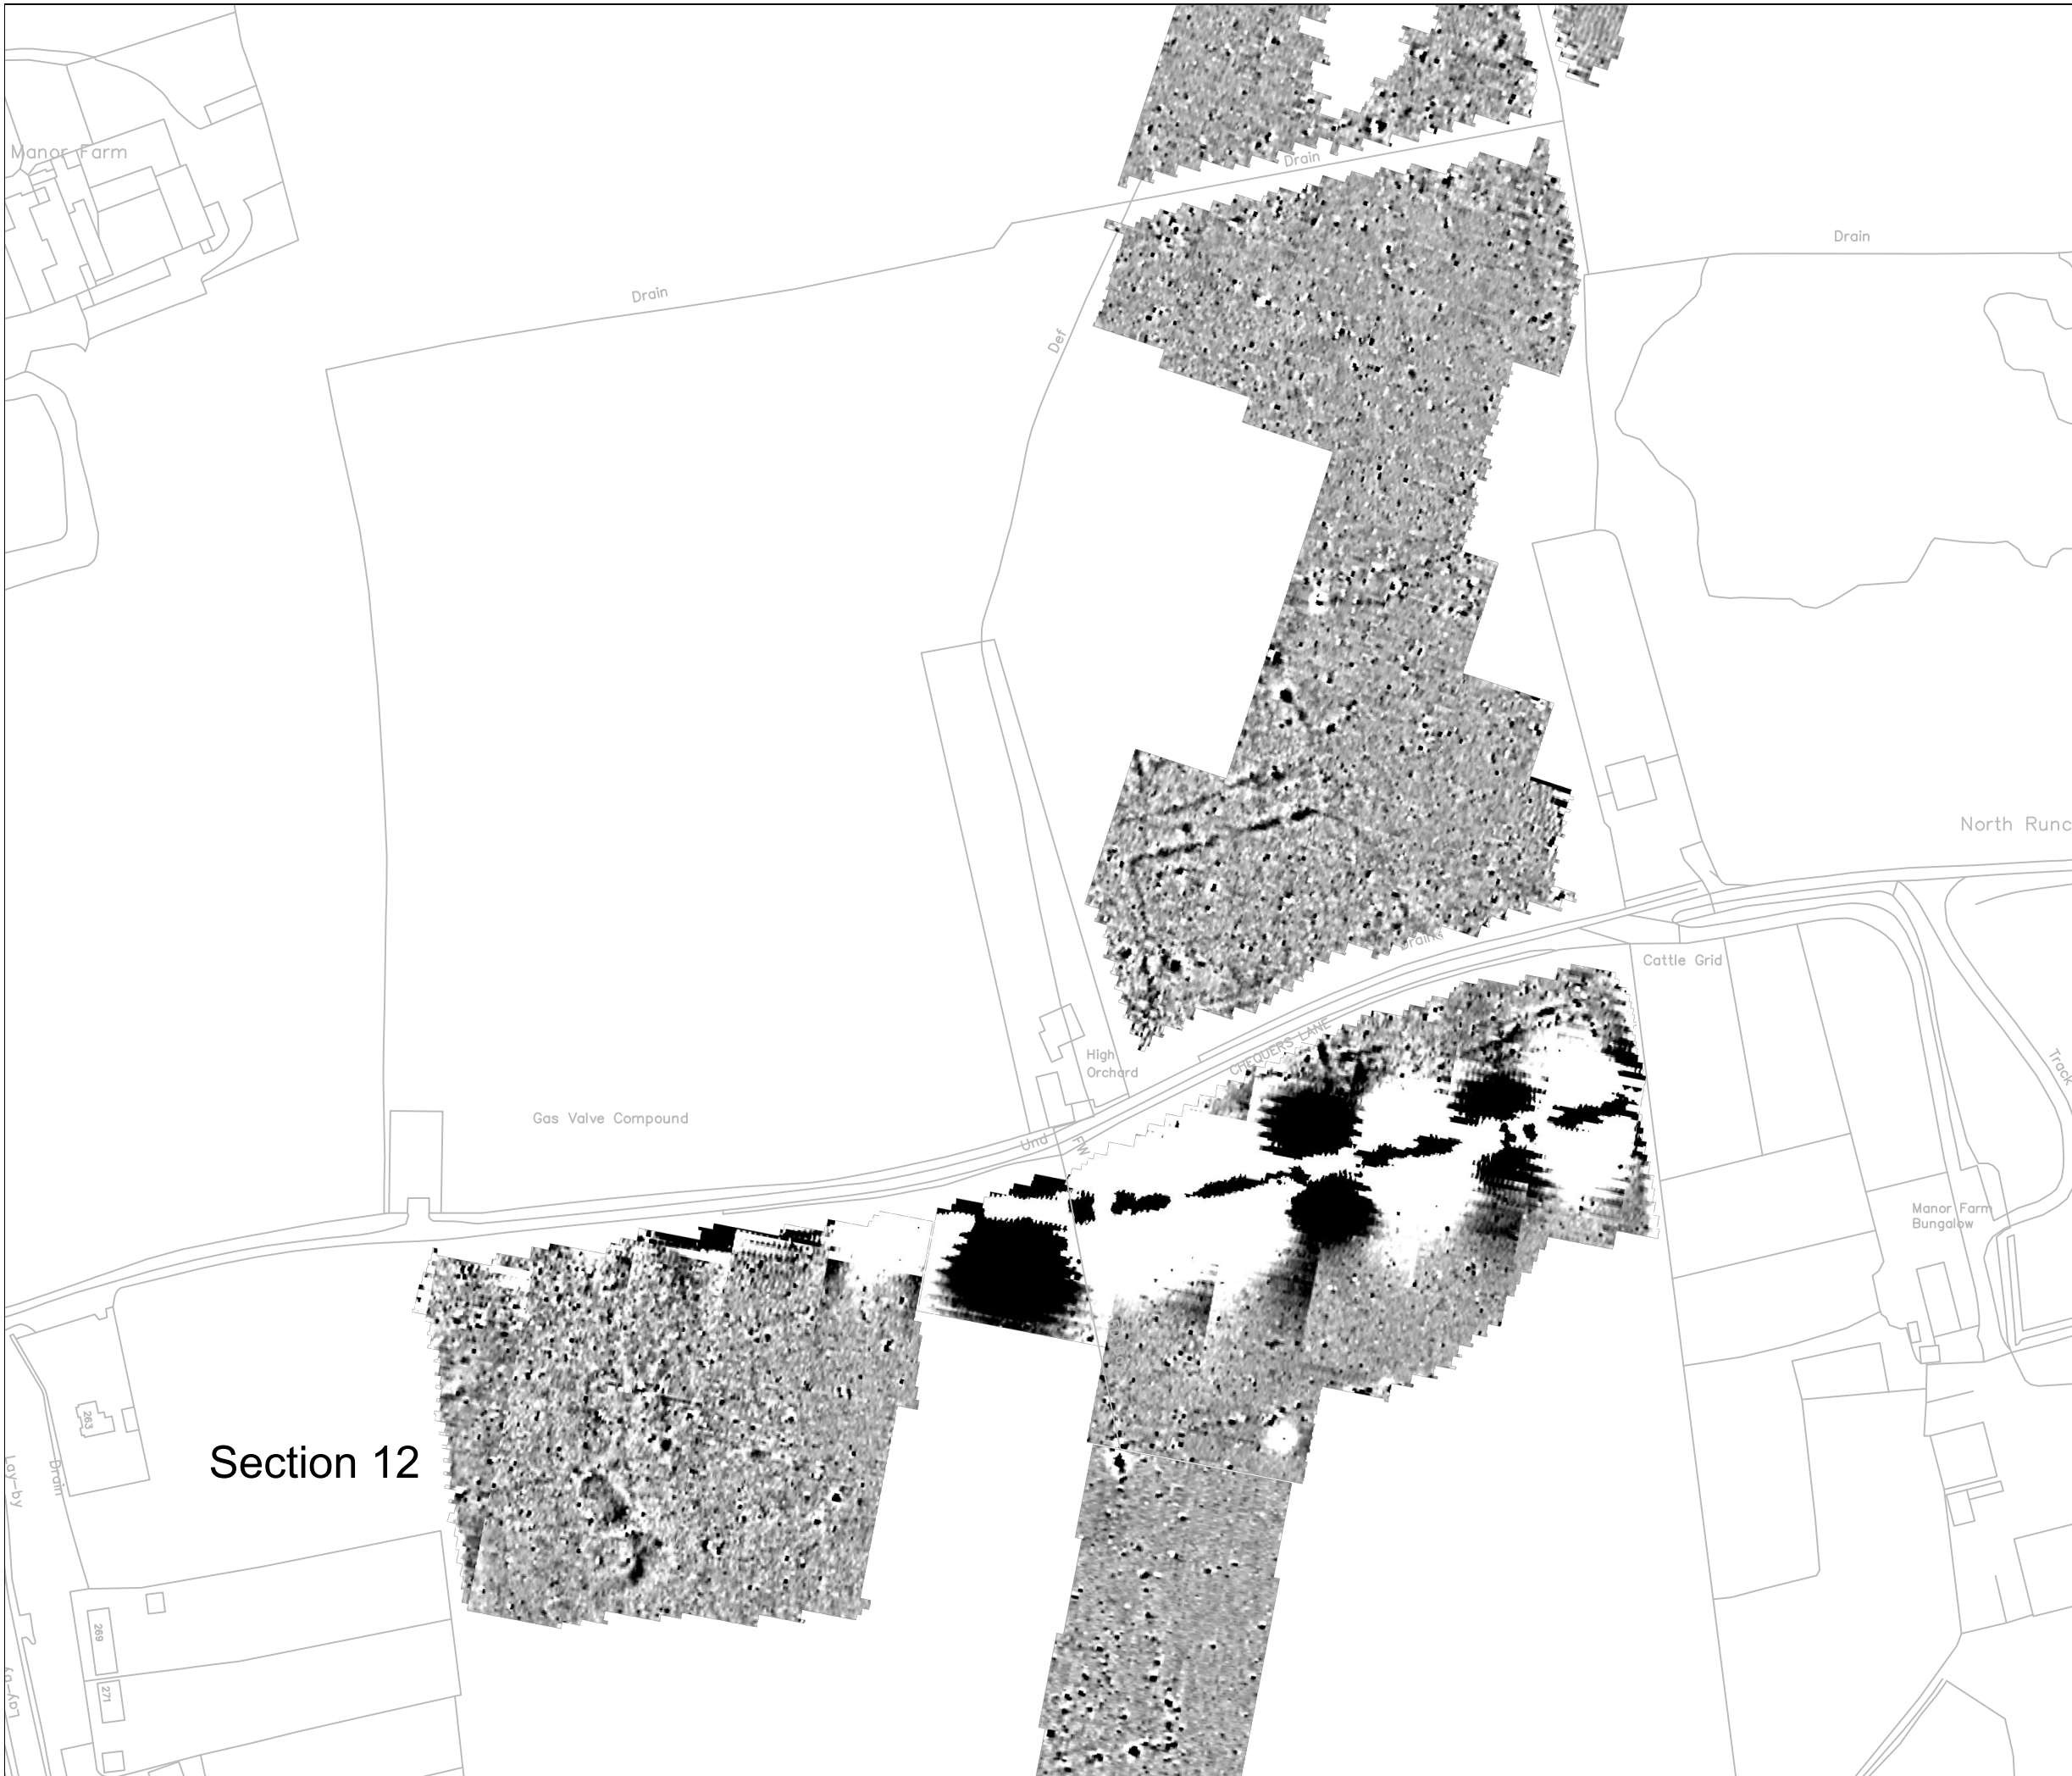 Manor Farm
Drain
Drain
Drain
Def
North Runc
Drain
Cattle Grid
CHEQUERS LANE
High
Orchard
Track
Gas Valve Compound
Und
FW
Manor Farm
Bungalow
263
Section 12
Lay-by
Drain
269
Lay-by
271